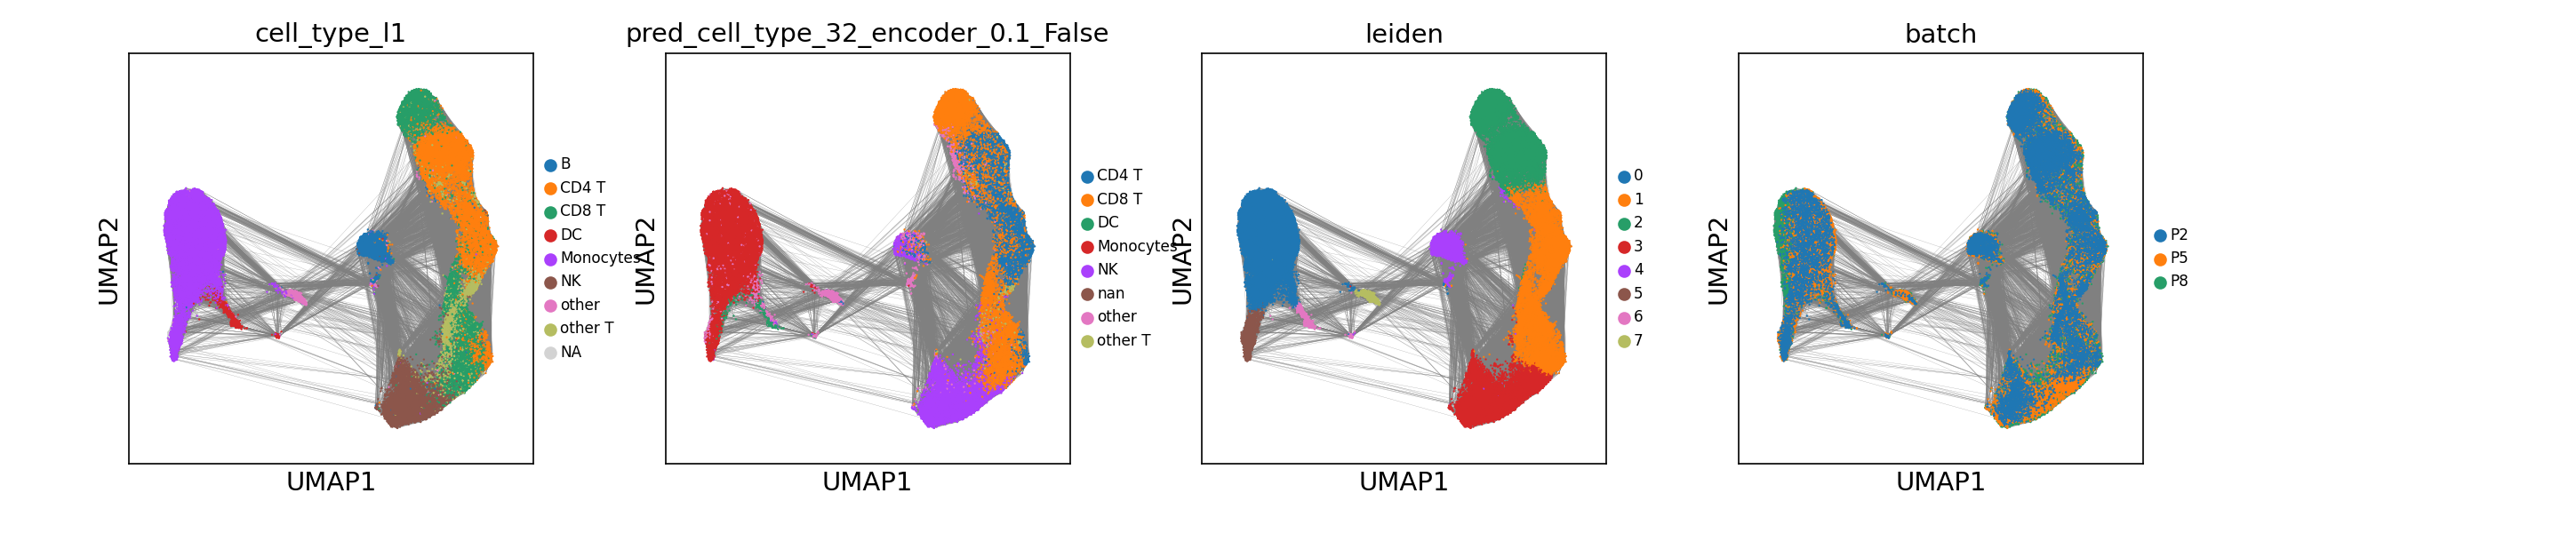 cell_type_l1
UMAP2
UMAP1
B
CD4 T
CD8 T
DC
Monocytes
NK
other
other T
NA
pred_cell_type_32_encoder_0.1_False
UMAP2
UMAP1
CD4 T
CD8 T
DC
Monocytes
NK
nan
other
other T
leiden
UMAP2
UMAP1
0
1
2
3
4
5
6
7
batch
UMAP2
UMAP1
P2
P5
P8